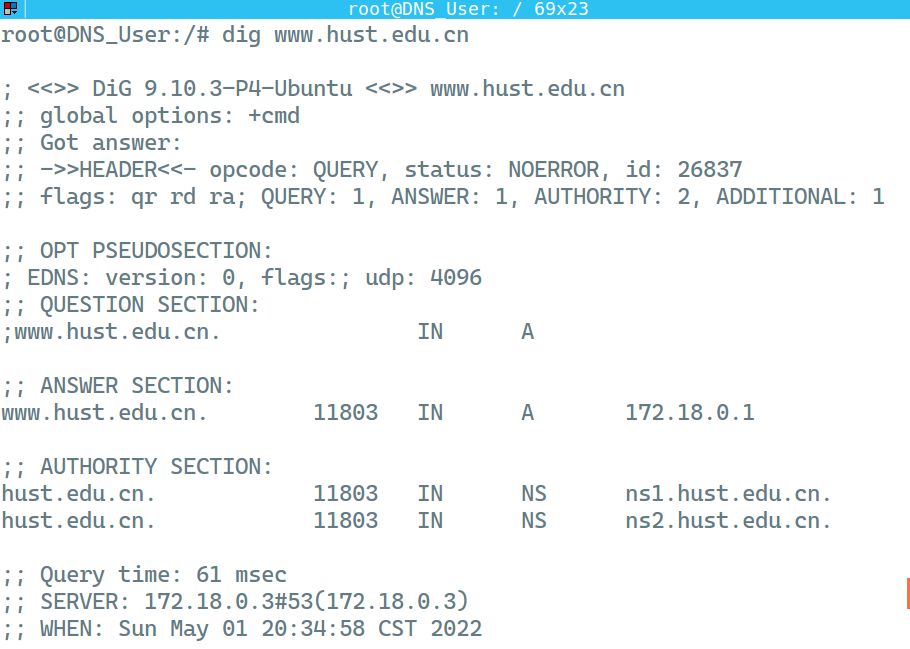 root@DNS_User: / 69x23
root@DNS_User:/# dig www.hust.edu.cn
; <<>> DiG 9.10.3-P4-Ubuntu <<>> www.hust.edu.cn
;; global options: +cmd
;; Got answer:
;; ->>HEADER<<- opcode: QUERY, status: NOERROR, id: 26837
;; flags: qr rd ra; QUERY: 1, ANSWER: 1, AUTHORITY: 2, ADDITIONAL: 1
;; OPT PSEUDOSECTION:
; EDNS: version: 0, flags:; udp: 4096
;; QUESTION SECTION:
;www.hust.edu.cn. IN A
;; ANSWER SECTION:
www.hust.edu.cn. 11803 IN A 172.18.0.1
;; AUTHORITY SECTION:
hust.edu.cn. 11803 IN NS ns1.hust.edu.cn.
hust.edu.cn. 11803 IN NS ns2.hust.edu.cn.
;; Query time: 61 msec
;; SERVER: 172.18.0.3#53(172.18.0.3)
;; WHEN: Sun May 01 20:34:58 CST 2022